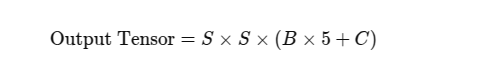 Output Tensor = S × S × (B × 5 + C)